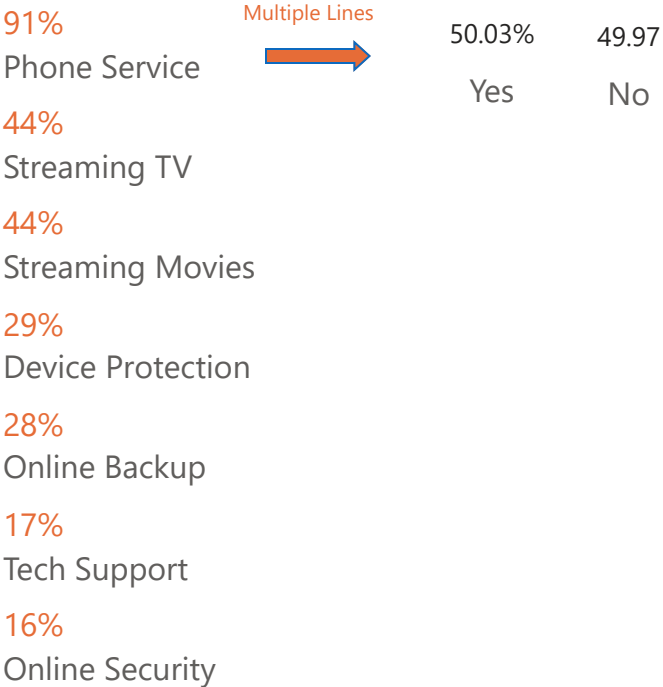 91%
Phone Service
Multiple Lines
50.03%
49.97
Yes
No
44%
Streaming TV
44%
Streaming Movies
29%
Device Protection
28%
Online Backup
17%
Tech Support
16%
Online Security